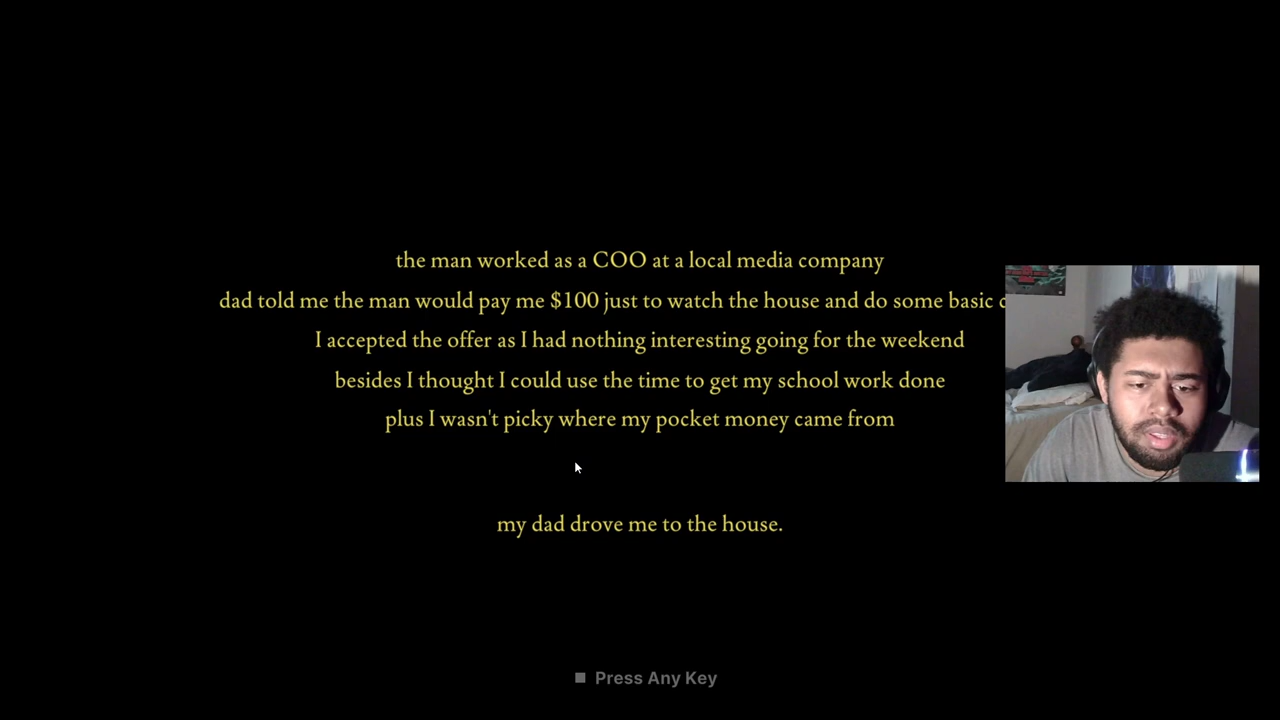 the man worked as a COO at a local media company
dad told me the man would pay me $100 just to watch the house and do some basic
I accepted the offer as I had nothing interesting going for the weekend
besides I thought I could use the time to get my school work done
plus I wasn't picky where my pocket money came from
my dad drove me to the house.
Press Any Key